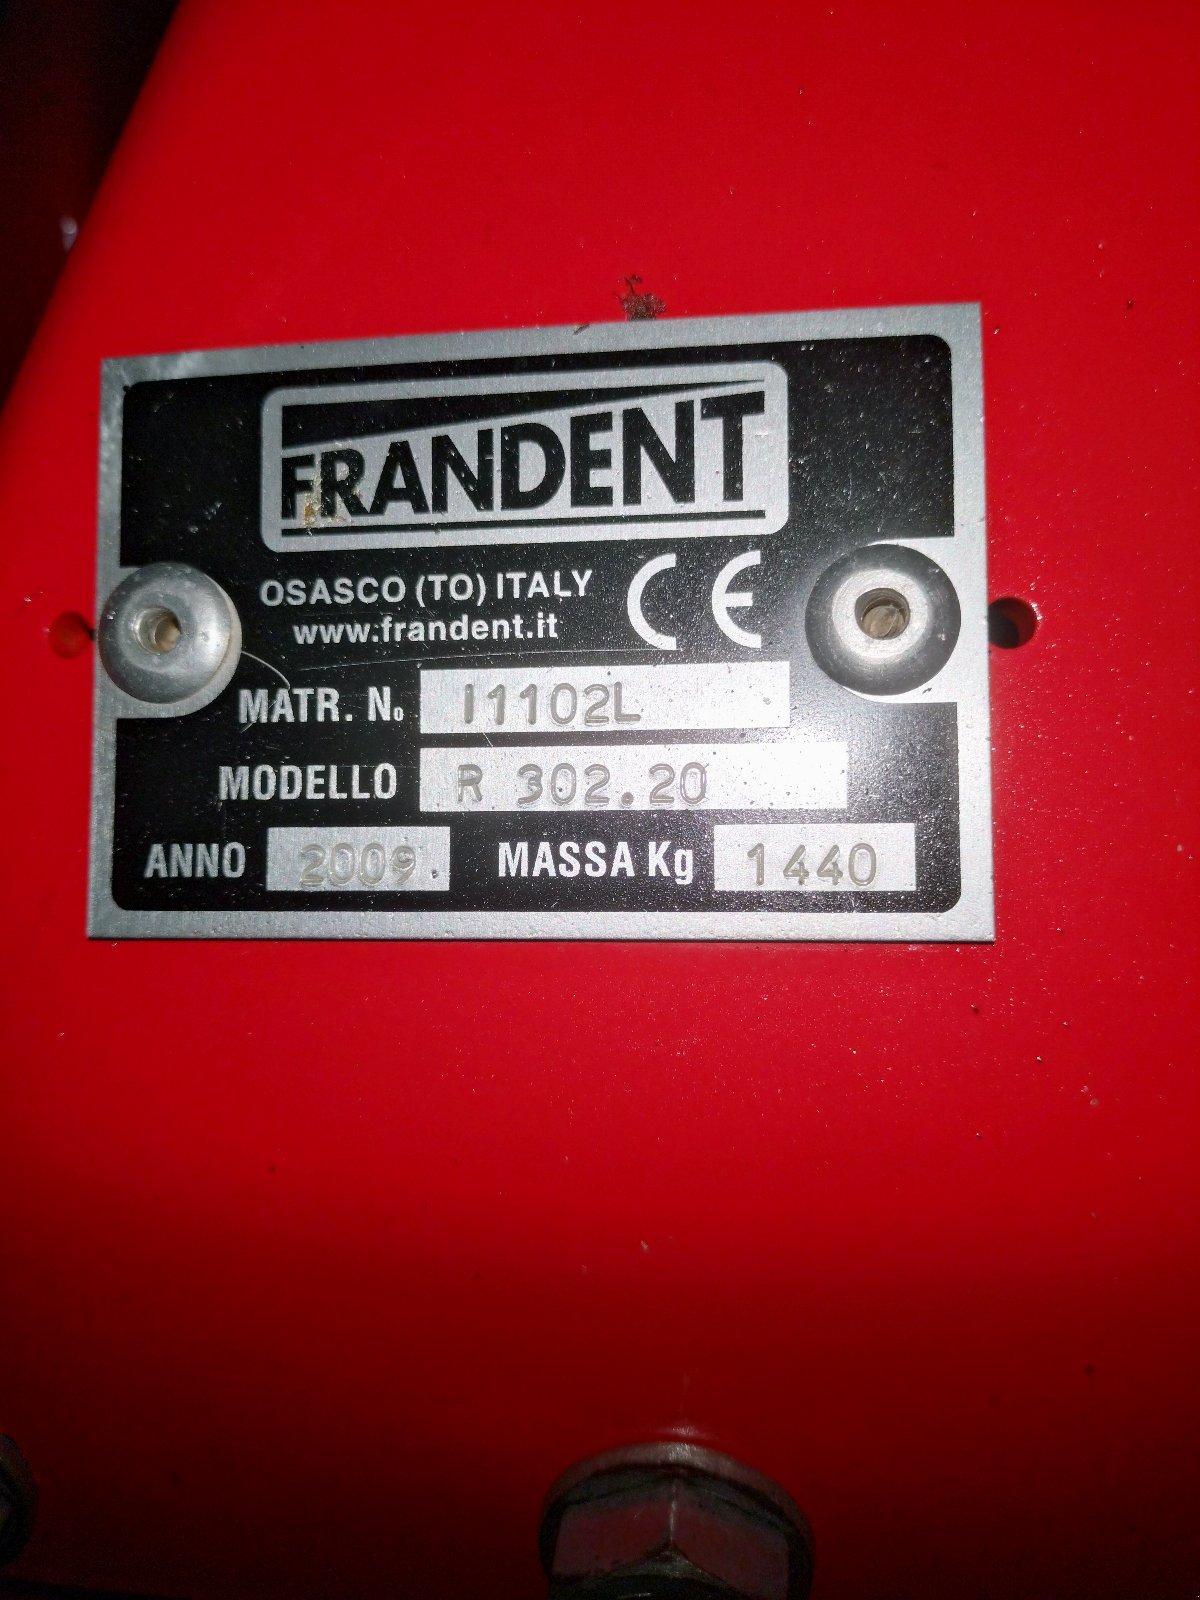 FRANDENT
OSASCO (TO) ITALY
www.frandent.it
CE
MATR. No I1102L
MODELLO R 302.20
ANNO 2009 MASSA Kg 1440